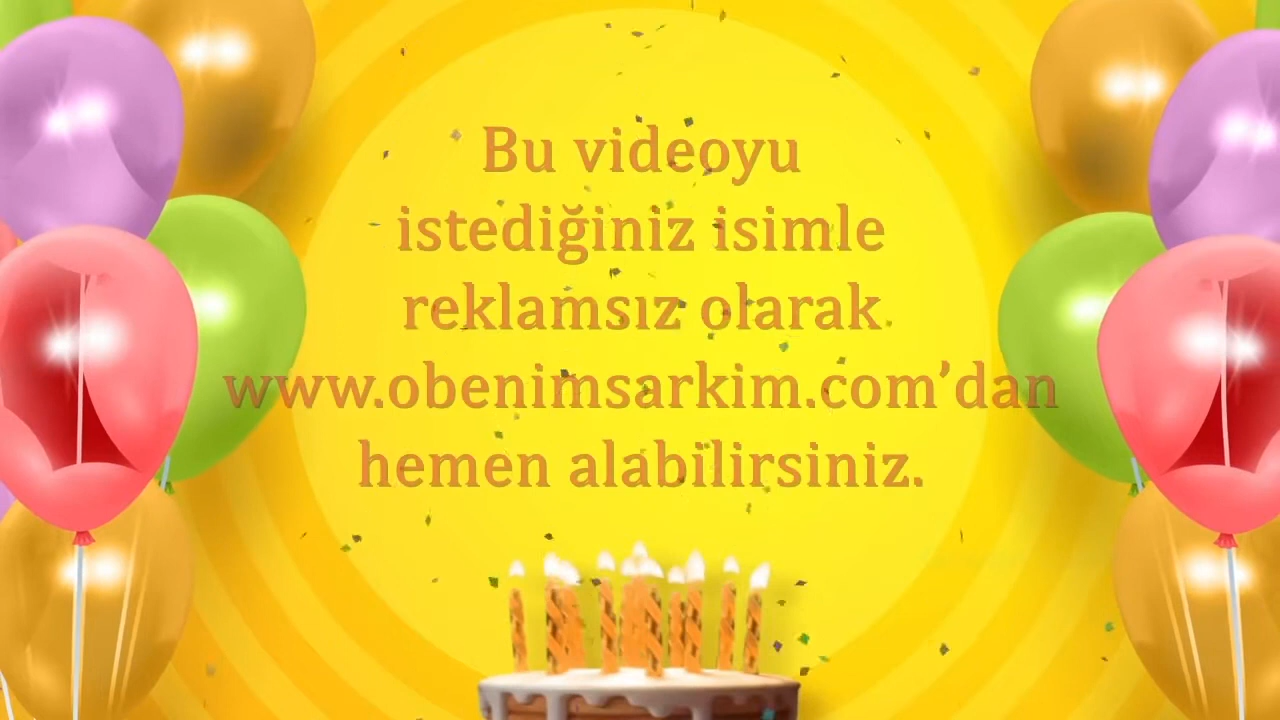 Bu videoyu
istediğiniz isimle
reklamsız olarak
www.obenimsarkim.com’dan
hemen alabilirsiniz.